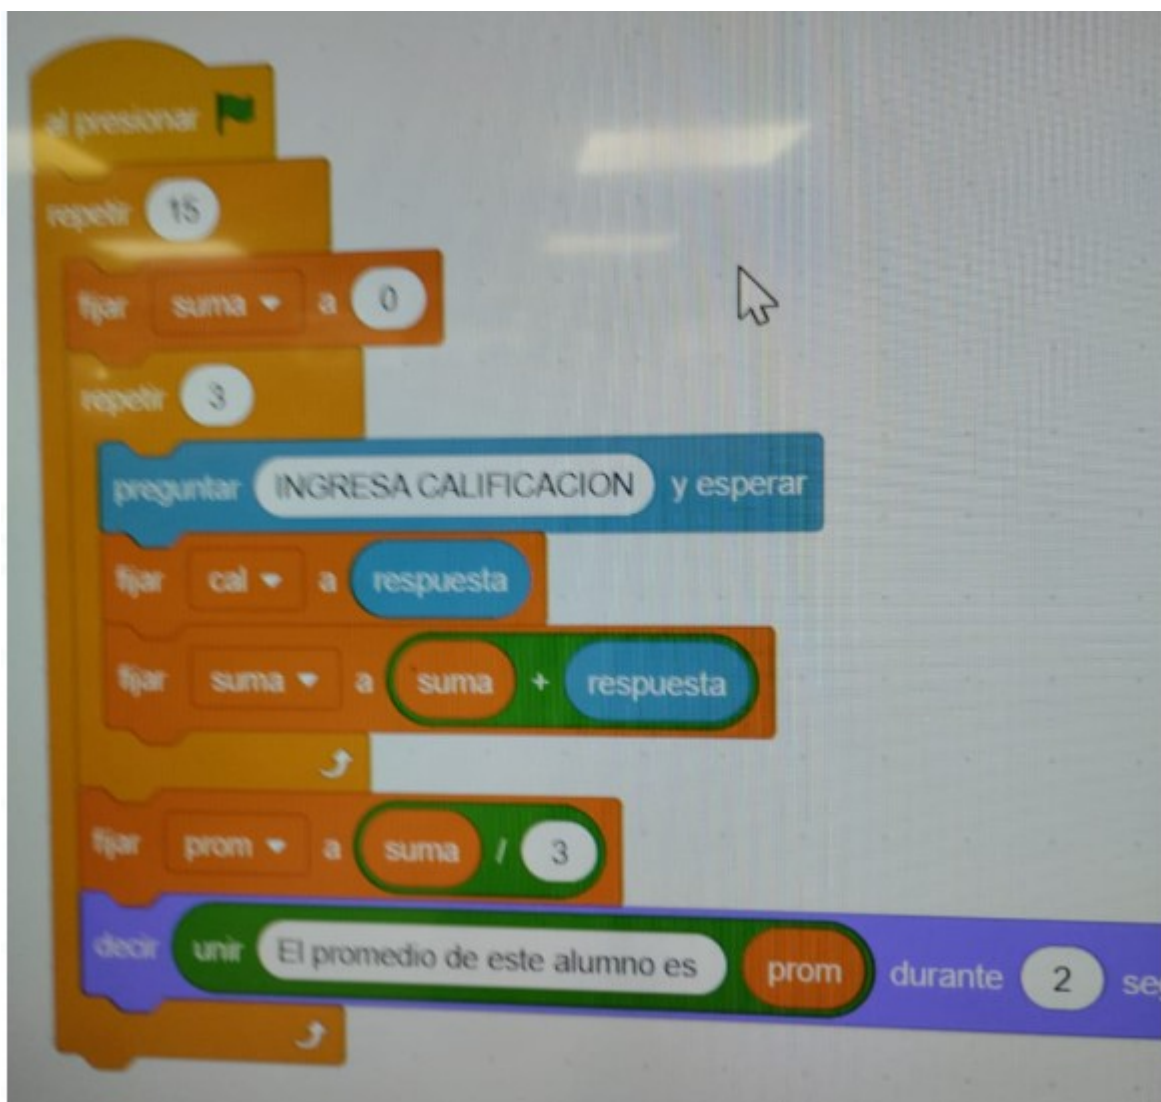 al presionar
repetir 15
fijar suma a 0
repetir 3
preguntar INGRESA CALIFICACION y esperar
fijar cal a respuesta
fijar suma a suma + respuesta
fijar prom a suma / 3
decir unir El promedio de este alumno es prom durante 2 se